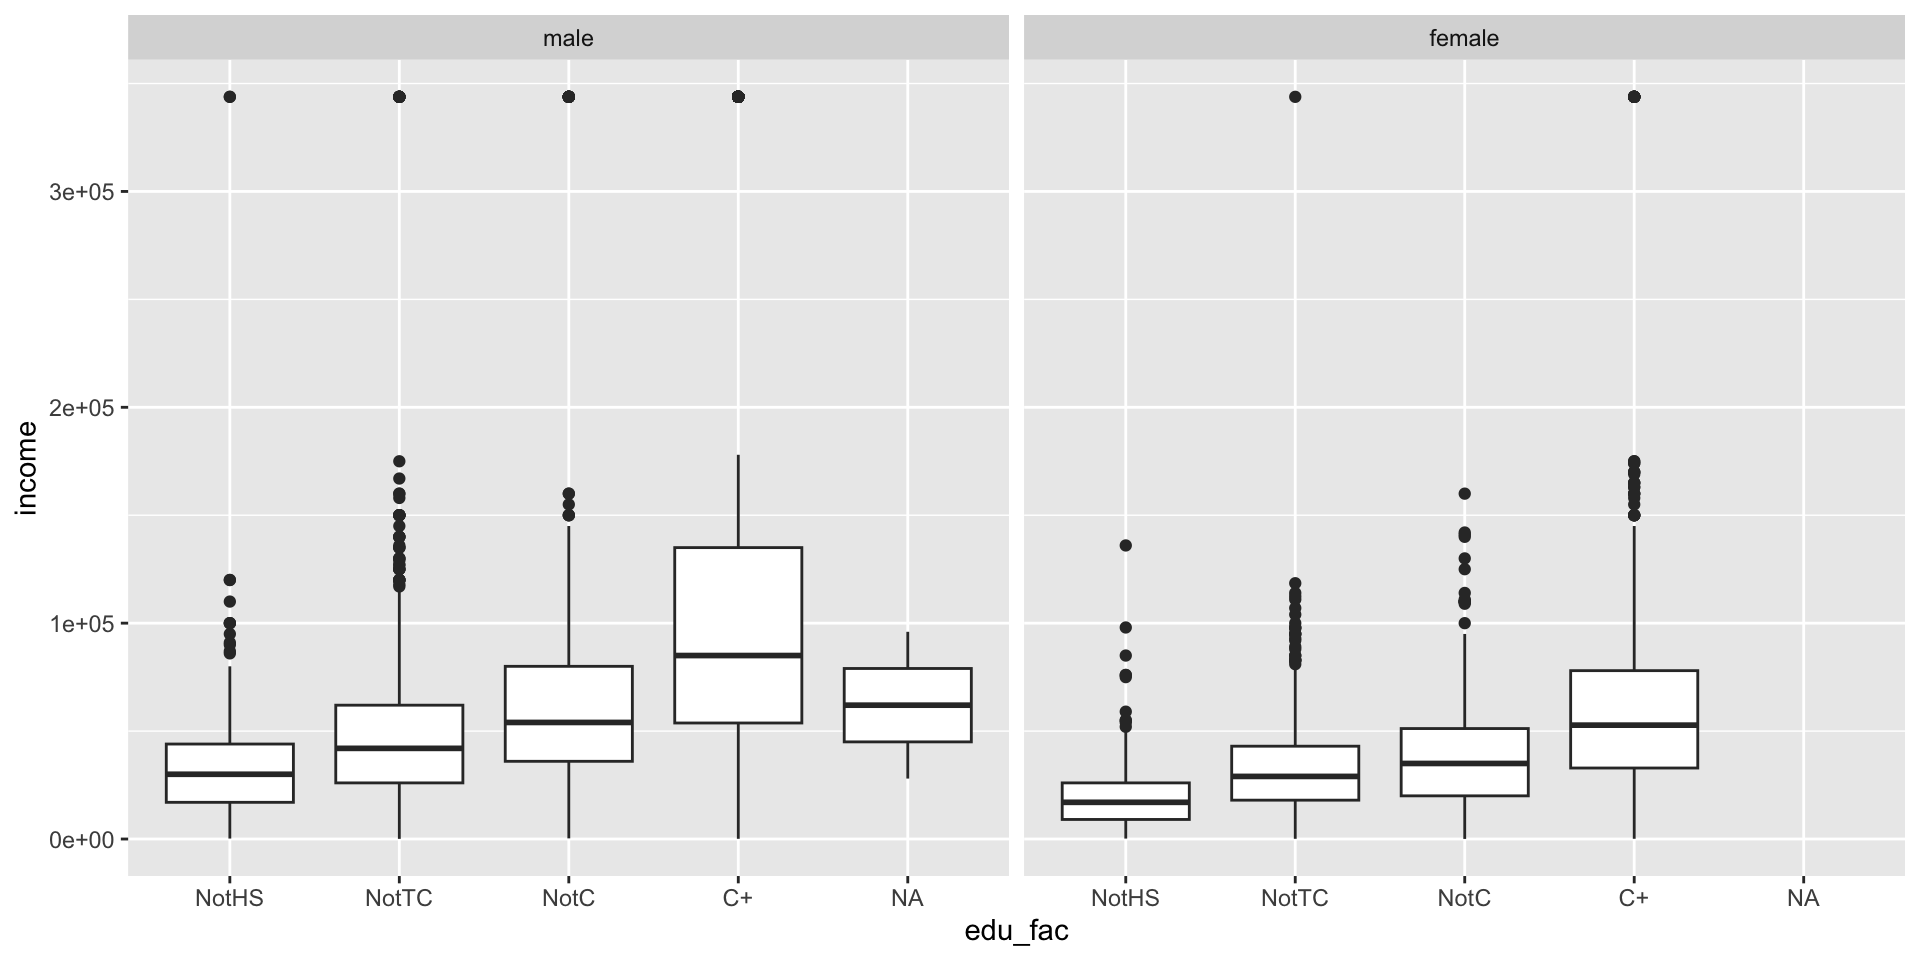 male female
income
3e+05
2e+05
1e+05
0e+00
NotHS NotTC NotC C+ NA NotHS NotTC NotC C+ NA
edu_fac